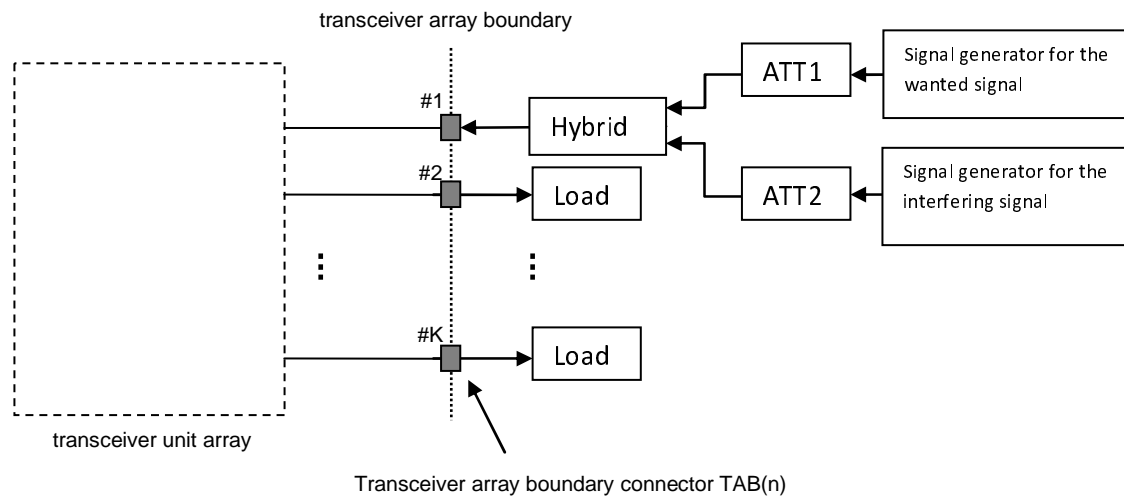 transceiver array boundary
Signal generator for the
wanted signal
ATT1
#1
Hybrid
#2
Load
ATT2
Signal generator for the
interfering signal
#K
Load
transceiver unit array
Transceiver array boundary connector TAB(n)